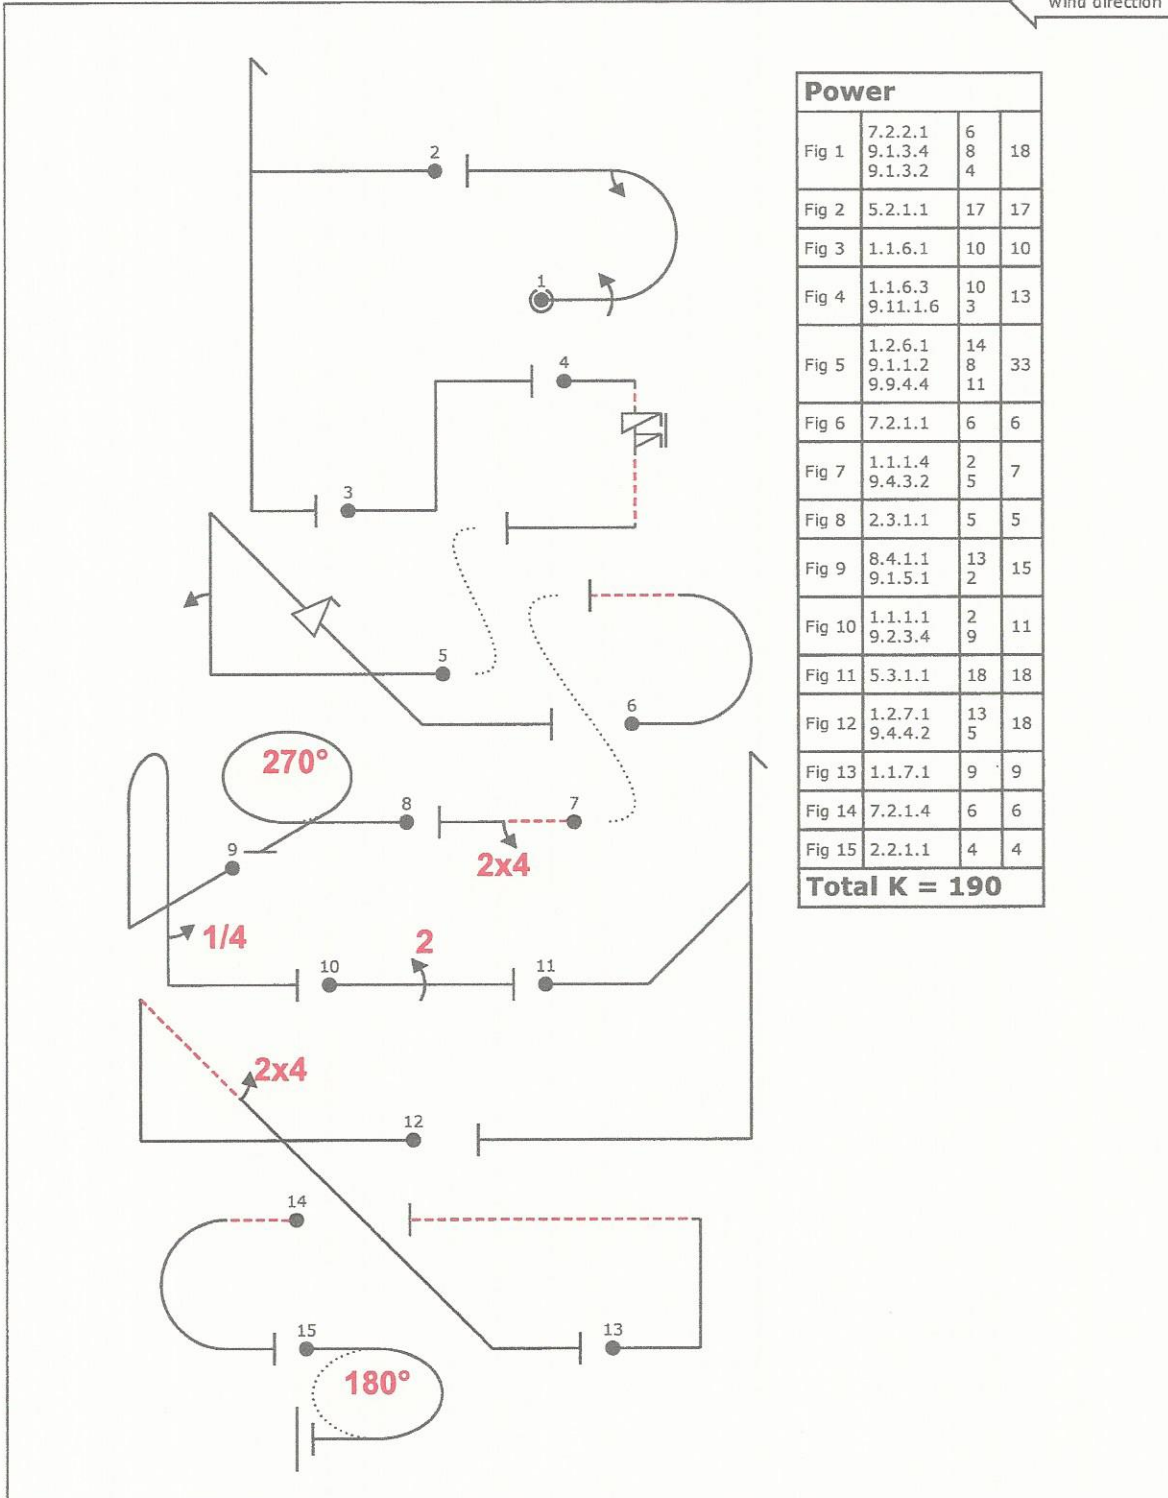 wind direction
Power
Fig 1 7.2.2.1 6 18
9.1.3.4 8
9.1.3.2 4
Fig 2 5.2.1.1 17 17
Fig 3 1.1.6.1 10 10
Fig 4 1.1.6.3 10 13
9.11.1.6 3
Fig 5 1.2.6.1 14 33
9.1.1.2 8
9.9.4.4 11
Fig 6 7.2.1.1 6 6
Fig 7 1.1.1.4 2 7
9.4.3.2 5
Fig 8 2.3.1.1 5 5
Fig 9 8.4.1.1 13 15
9.1.5.1 2
Fig 10 1.1.1.1 2 11
9.2.3.4 9
Fig 11 5.3.1.1 18 18
Fig 12 1.2.7.1 13 18
9.4.4.2 5
Fig 13 1.1.7.1 9 9
Fig 14 7.2.1.4 6 6
Fig 15 2.2.1.1 4 4
Total K = 190
2
1
4
3
5
6
270°
8
7
9
2x4
1/4
2
10
11
2x4
12
14
15
13
180°